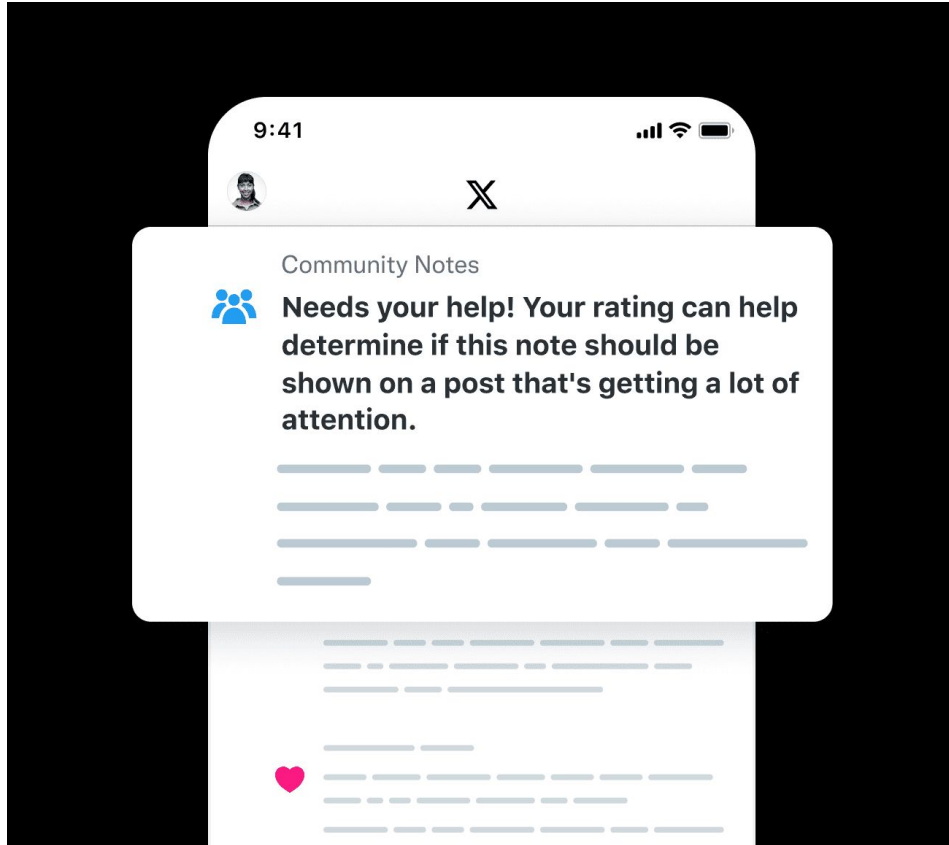 9:41
X
Community Notes
Needs your help! Your rating can help
determine if this note should be
shown on a post that's getting a lot of
attention.